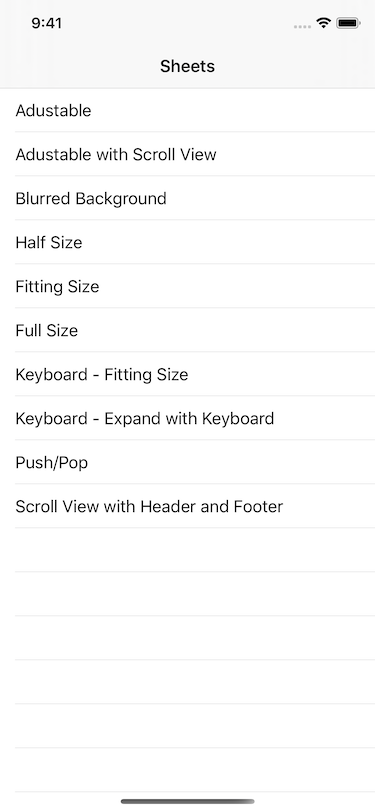 9:41
Sheets
Adustable
Adustable with Scroll View
Blurred Background
Half Size
Fitting Size
Full Size
Keyboard - Fitting Size
Keyboard - Expand with Keyboard
Push/Pop
Scroll View with Header and Footer